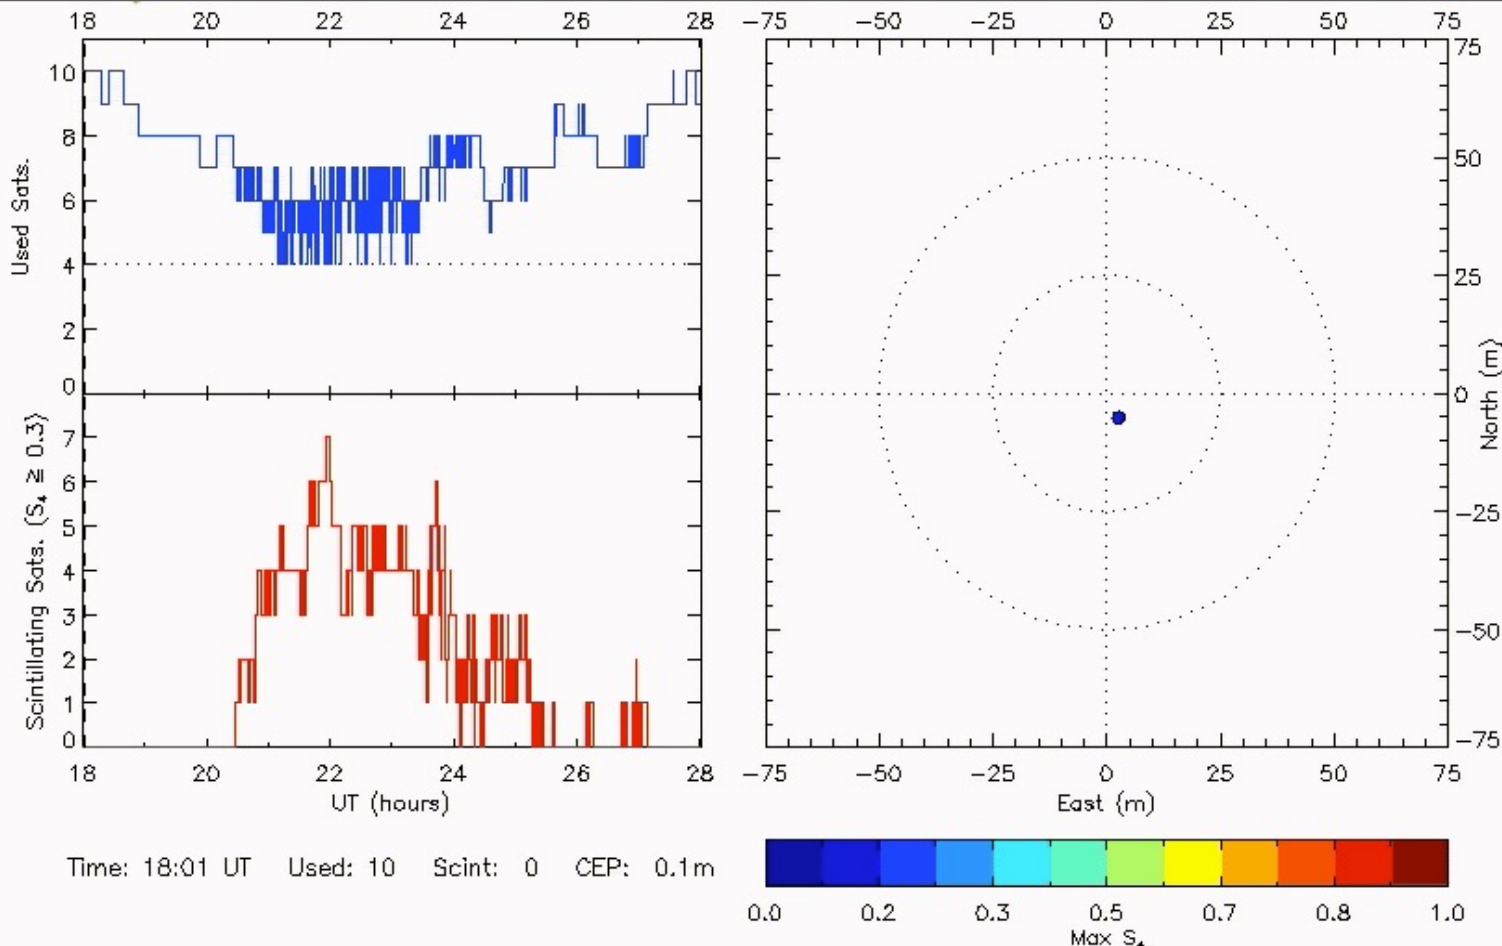 18 20 22 24 26 28
−75 −50 −25 0 25 50 75
10
8
6
4
2
0
Used Sats.
7
6
5
4
3
2
1
0
Scintillating Sats. (S₄ ≥ 0.3)
18 20 22 24 26 28
UT (hours)
75
50
25
0
−25
−50
−75
North (m)
−75 −50 −25 0 25 50 75
East (m)
Time: 18:01 UT Used: 10 Scint: 0 CEP: 0.1m
0.0 0.2 0.3 0.5 0.7 0.8 1.0
Max S₄